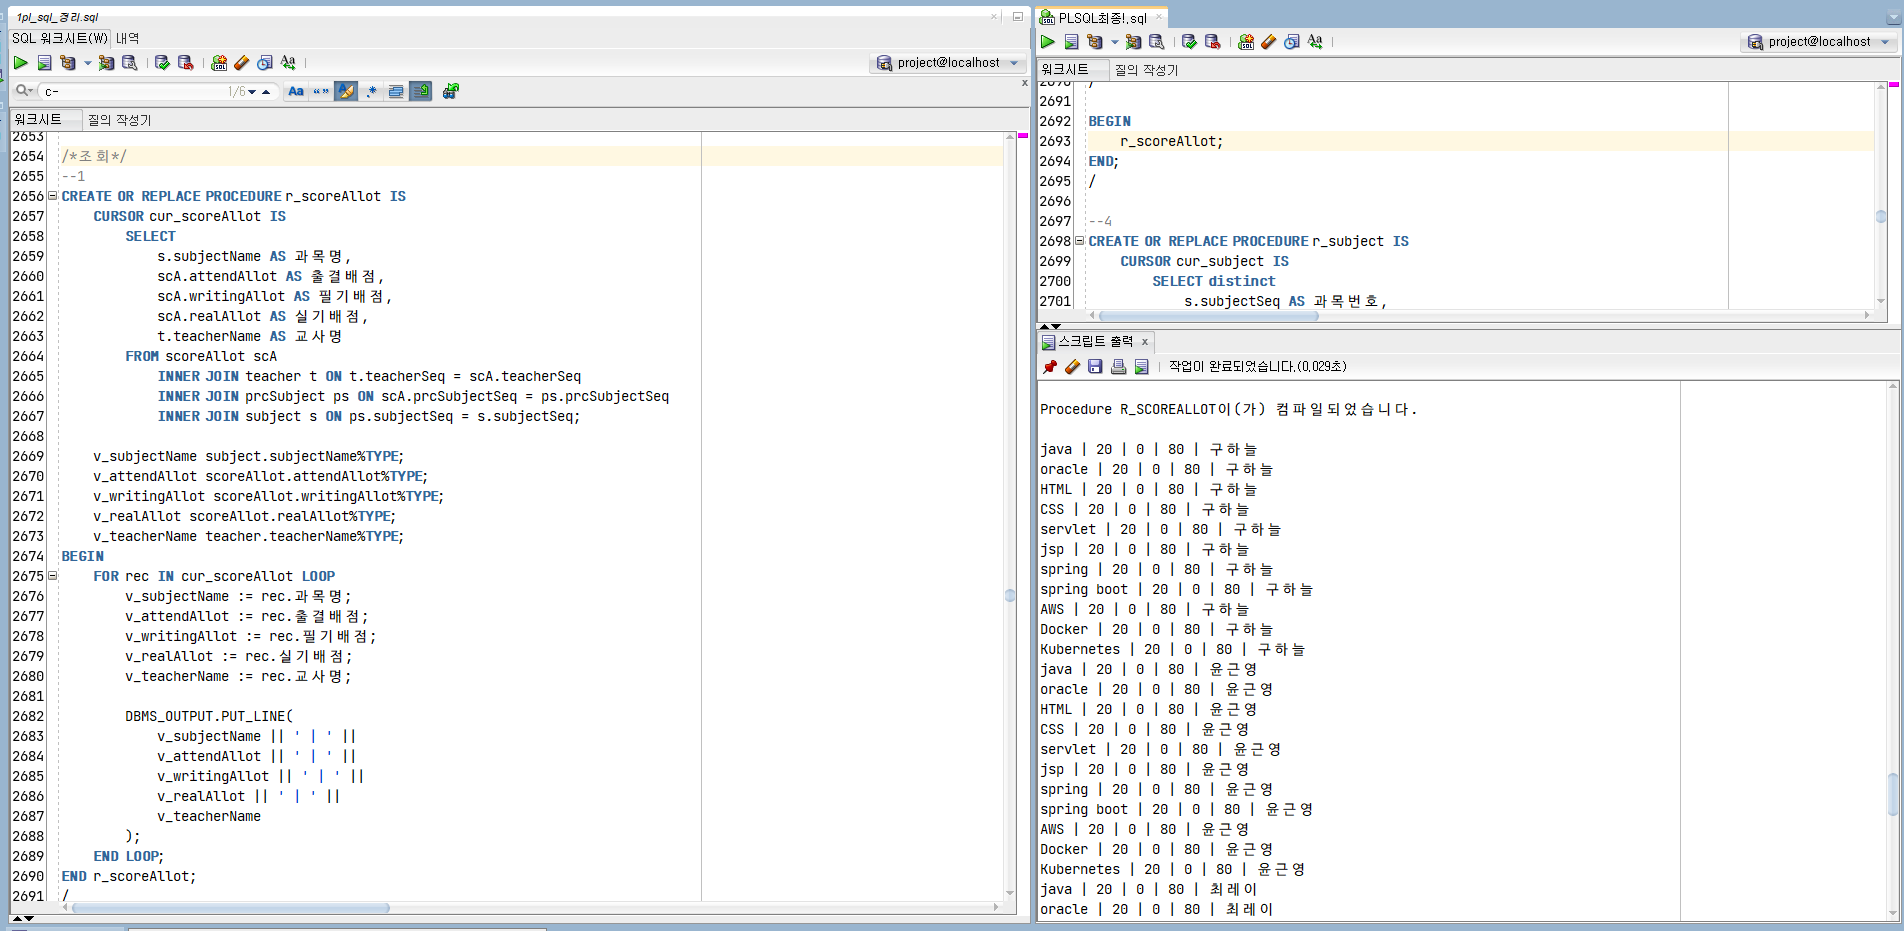 1pl_sql_경리.sql
SQL 워크시트(W) 내역
project@localhost
c-
1/6
Aa
워크시트 질의 작성기
2653
2654 /*조회*/
2655 --1
2656 CREATE OR REPLACE PROCEDURE r_scoreAllot IS
2657 CURSOR cur_scoreAllot IS
2658 SELECT
2659 s.subjectName AS 과목명,
2660 scA.attendAllot AS 출결배점,
2661 scA.writingAllot AS 필기배점,
2662 scA.realAllot AS 실기배점,
2663 t.teacherName AS 교사명
2664 FROM scoreAllot scA
2665 INNER JOIN teacher t ON t.teacherSeq = scA.teacherSeq
2666 INNER JOIN prcSubject ps ON scA.prcSubjectSeq = ps.prcSubjectSeq
2667 INNER JOIN subject s ON ps.subjectSeq = s.subjectSeq;
2668
2669 v_subjectName subject.subjectName%TYPE;
2670 v_attendAllot scoreAllot.attendAllot%TYPE;
2671 v_writingAllot scoreAllot.writingAllot%TYPE;
2672 v_realAllot scoreAllot.realAllot%TYPE;
2673 v_teacherName teacher.teacherName%TYPE;
2674 BEGIN
2675 FOR rec IN cur_scoreAllot LOOP
2676 v_subjectName := rec.과목명;
2677 v_attendAllot := rec.출결배점;
2678 v_writingAllot := rec.필기배점;
2679 v_realAllot := rec.실기배점;
2680 v_teacherName := rec.교사명;
2681
2682 DBMS_OUTPUT.PUT_LINE(
2683 v_subjectName || ' | ' ||
2684 v_attendAllot || ' | ' ||
2685 v_writingAllot || ' | ' ||
2686 v_realAllot || ' | ' ||
2687 v_teacherName
2688 );
2689 END LOOP;
2690 END r_scoreAllot;
2691 /
PLSQL최종!.sql
project@localhost
워크시트 질의 작성기
2690 /
2691
2692 BEGIN
2693 r_scoreAllot;
2694 END;
2695 /
2696
2697 --4
2698 CREATE OR REPLACE PROCEDURE r_subject IS
2699 CURSOR cur_subject IS
2700 SELECT distinct
2701 s.subjectSeq AS 과목번호,
스크립트 출력 x
작업이 완료되었습니다.(0,029초)
Procedure R_SCOREALLOT이(가) 컴파일되었습니다.
java | 20 | 0 | 80 | 구하늘
oracle | 20 | 0 | 80 | 구하늘
HTML | 20 | 0 | 80 | 구하늘
CSS | 20 | 0 | 80 | 구하늘
servlet | 20 | 0 | 80 | 구하늘
jsp | 20 | 0 | 80 | 구하늘
spring | 20 | 0 | 80 | 구하늘
spring boot | 20 | 0 | 80 | 구하늘
AWS | 20 | 0 | 80 | 구하늘
Docker | 20 | 0 | 80 | 구하늘
Kubernetes | 20 | 0 | 80 | 구하늘
java | 20 | 0 | 80 | 윤근영
oracle | 20 | 0 | 80 | 윤근영
HTML | 20 | 0 | 80 | 윤근영
CSS | 20 | 0 | 80 | 윤근영
servlet | 20 | 0 | 80 | 윤근영
jsp | 20 | 0 | 80 | 윤근영
spring | 20 | 0 | 80 | 윤근영
spring boot | 20 | 0 | 80 | 윤근영
AWS | 20 | 0 | 80 | 윤근영
Docker | 20 | 0 | 80 | 윤근영
Kubernetes | 20 | 0 | 80 | 윤근영
java | 20 | 0 | 80 | 최레이
oracle | 20 | 0 | 80 | 최레이